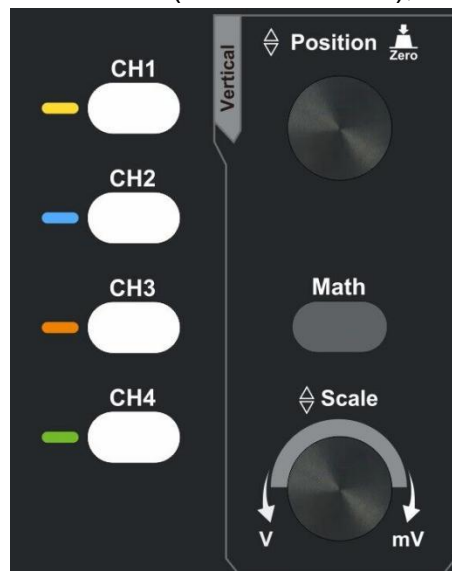 Position
Zero
Vertical
CH1
CH2
CH3
Math
CH4
Scale
V
mV